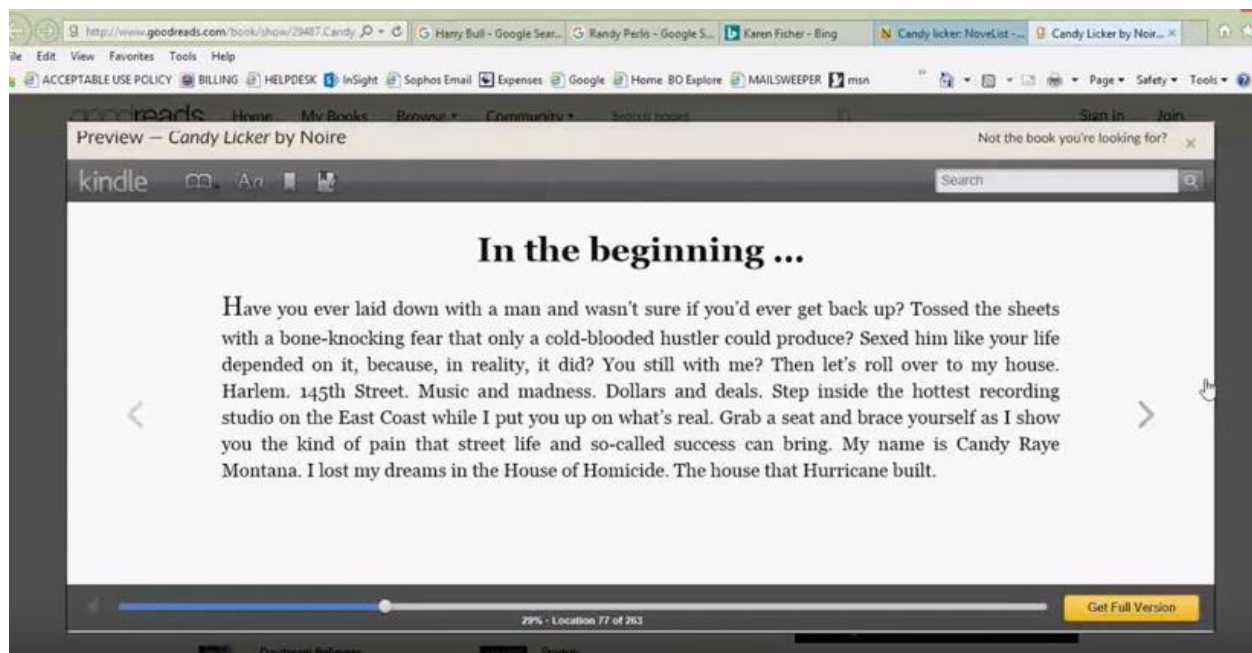 http://www.goodreads.com/book/show/29487.Candy
Harry Bull - Google Sear...
Randy Perlis - Google S...
Karen Fisher - Bing
Candy licker: NoveList -...
Candy Licker by Noir...
Edit View Favorites Tools Help
ACCEPTABLE USE POLICY BILLING HELPDESK InSight Sophos Email Expenses Google Home BO Explore MAILSWEEPER msn Page Safety Tools
goodreads Home My Books Browse Community Search books Sign in Join
Preview — Candy Licker by Noire
Not the book you're looking for?
kindle Aa
Search
In the beginning ...
Have you ever laid down with a man and wasn't sure if you'd ever get back up? Tossed the sheets
with a bone-knocking fear that only a cold-blooded hustler could produce? Sexed him like your life
depended on it, because, in reality, it did? You still with me? Then let's roll over to my house.
Harlem. 145th Street. Music and madness. Dollars and deals. Step inside the hottest recording
studio on the East Coast while I put you up on what's real. Grab a seat and brace yourself as I show
you the kind of pain that street life and so-called success can bring. My name is Candy Raye
Montana. I lost my dreams in the House of Homicide. The house that Hurricane built.
29% - Location 77 of 263
Get Full Version